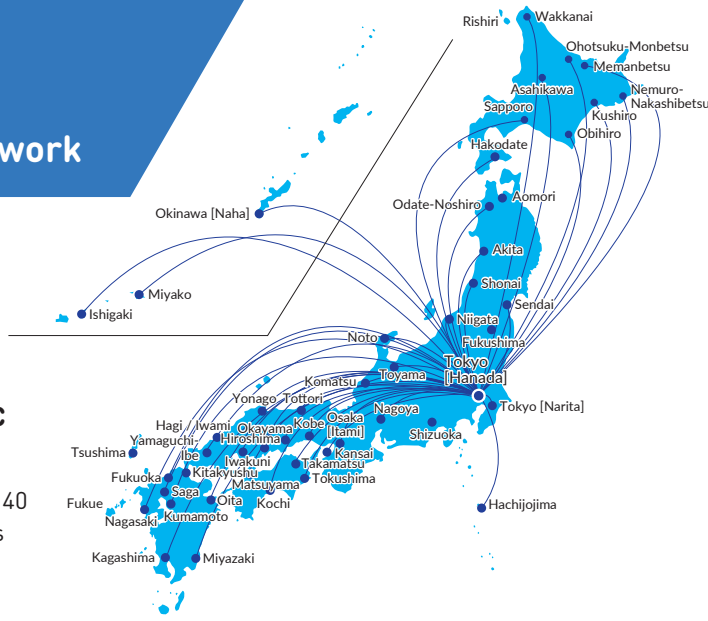 work
Rishiri
Wakkanai
Ohotsuku-Monbetsu
Memanbetsu
Asahikawa
Nemuro-
Nakashibetsu
Sapporo
Kushiro
Obihiro
Hakodate
Okinawa [Naha]
Odate-Noshiro
Aomori
Akita
Miyako
Shonai
Ishigaki
Sendai
Niigata
Noto
Fukushima
Tokyo
[Hanada]
Toyama
Komatsu
Yonago
Tottori
Nagoya
Tokyo [Narita]
c
Hagi / Iwami
Okayama
Kobe
Osaka
[Itami]
Shizuoka
Yamaguchi-
Ibe
Hiroshima
Tsushima
Iwakuni
Kansai
Takamatsu
Fukuoka
Kitakyushu
Matsuyama
Tokushima
40
Saga
Oita
Kochi
Fukue
Hachijojima
Nagasaki
Kumamoto
s
Kagashima
Miyazaki